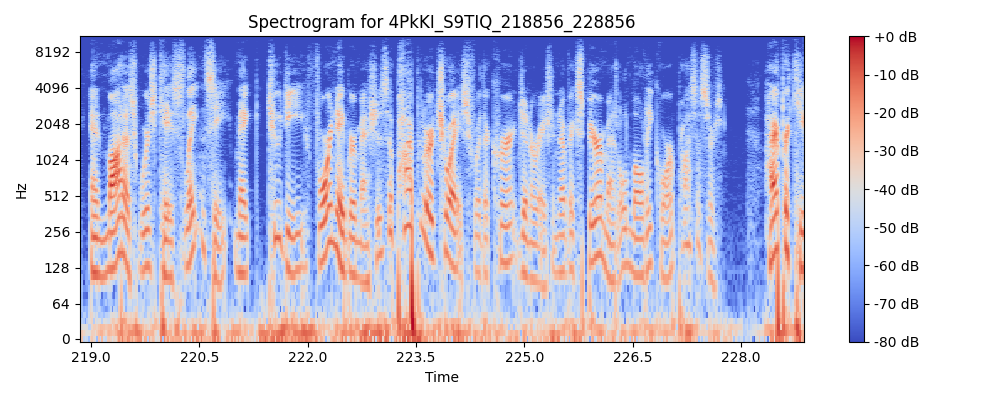 Spectrogram for 4PkKI_S9TIQ_218856_228856
8192
4096
2048
1024
512
256
128
64
0
Hz
219.0 220.5 222.0 223.5 225.0 226.5 228.0
Time
+0 dB
-10 dB
-20 dB
-30 dB
-40 dB
-50 dB
-60 dB
-70 dB
-80 dB